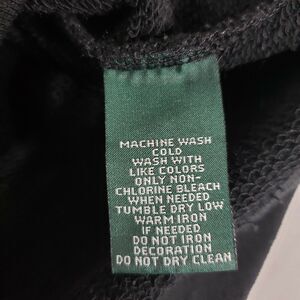 MACHINE WASH
COLD
WASH WITH
LIKE COLORS
ONLY NON-
CHLORINE BLEACH
WHEN NEEDED
TUMBLE DRY LOW
WARM IRON
IF NEEDED
DO NOT IRON
DECORATION
DO NOT DRY CLEAN